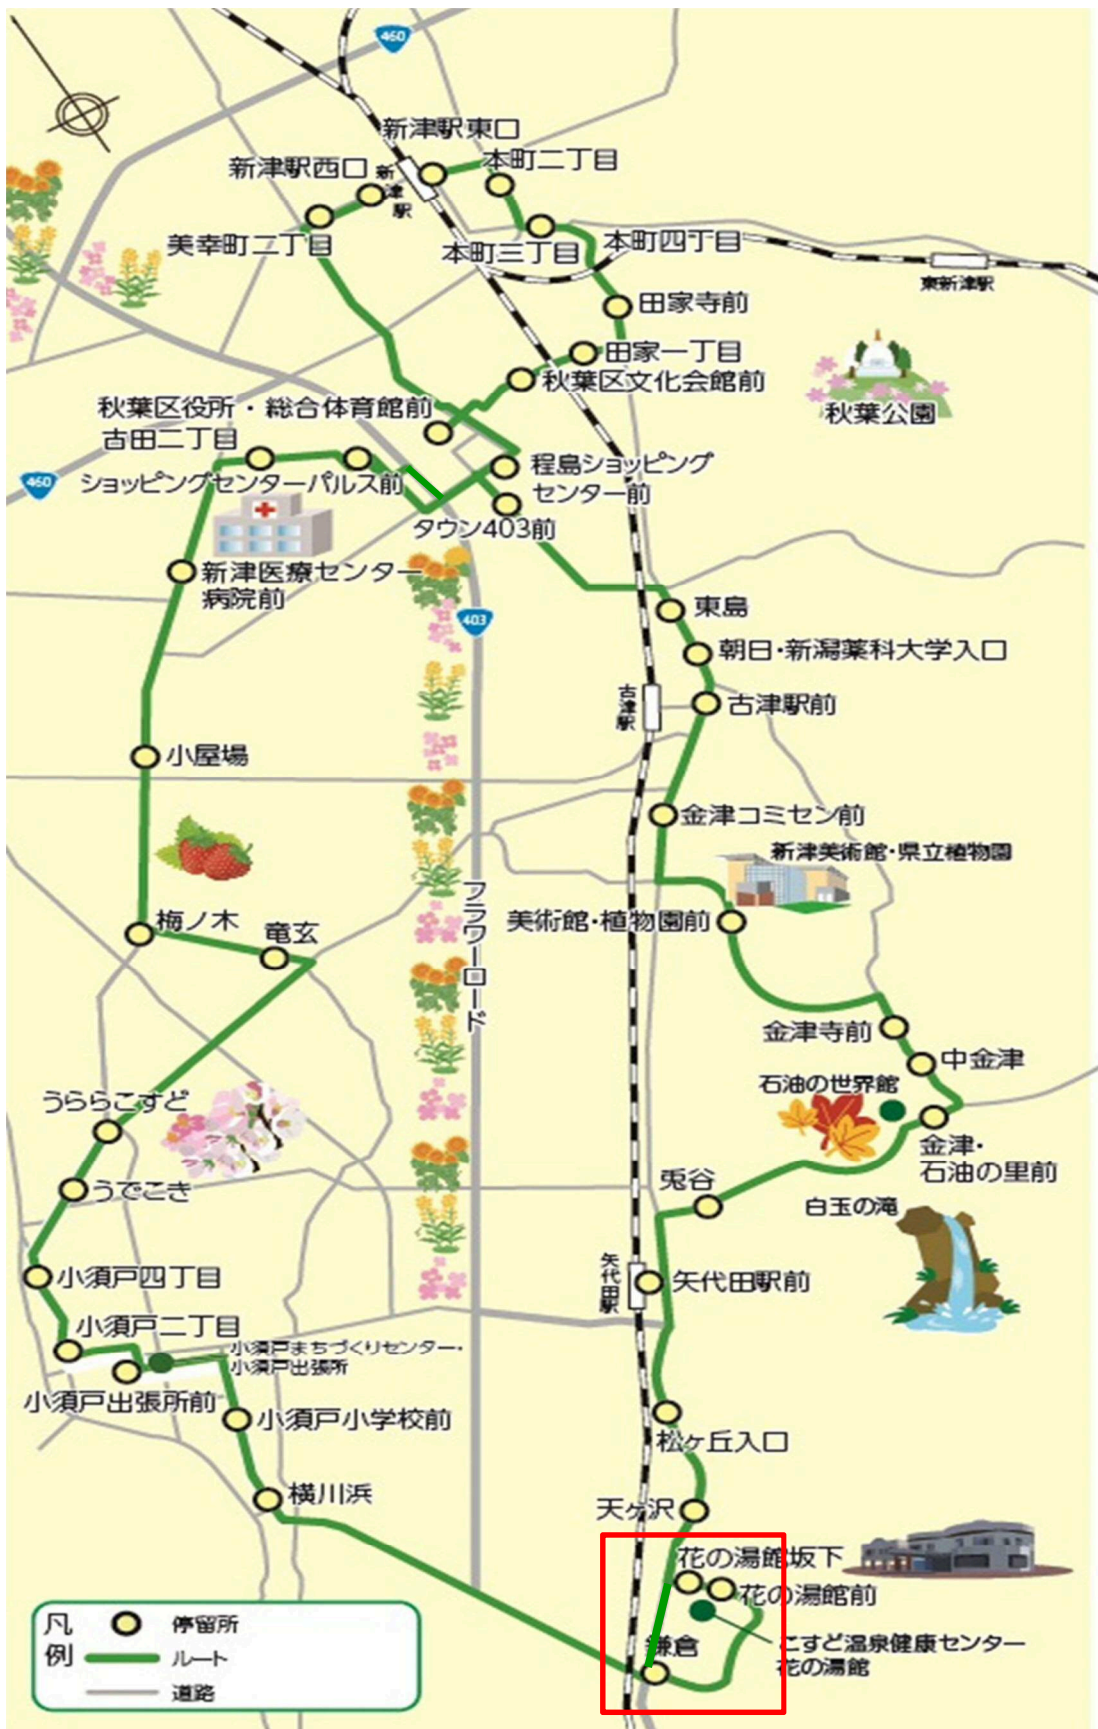 460
新津駅東口
本町二丁目
新津駅西口
新津駅
美幸町二丁目
本町三丁目
本町四丁目
東新津駅
田家寺前
田家一丁目
秋葉区文化会館前
秋葉公園
秋葉区役所・総合体育館前
古田二丁目
460
ショッピングセンターパルス前
程島ショッピング
センター前
タウン403前
新津医療センター
病院前
403
東島
朝日・新潟薬科大学入口
古津駅
古津駅前
小屋場
金津コミセン前
新津美術館・県立植物園
美術館・植物園前
フラワーロード
梅ノ木
竜玄
金津寺前
中金津
石油の世界館
金津・
石油の里前
うららこすど
うでこき
兎谷
白玉の滝
矢代田駅
矢代田駅前
小須戸四丁目
小須戸二丁目
小須戸まちづくりセンター・
小須戸出張所
小須戸出張所前
小須戸小学校前
松ヶ丘入口
横川浜
天ヶ沢
花の湯館坂下
花の湯館前
鎌倉
こすど温泉健康センター
花の湯館
凡例
停留所
ルート
道路